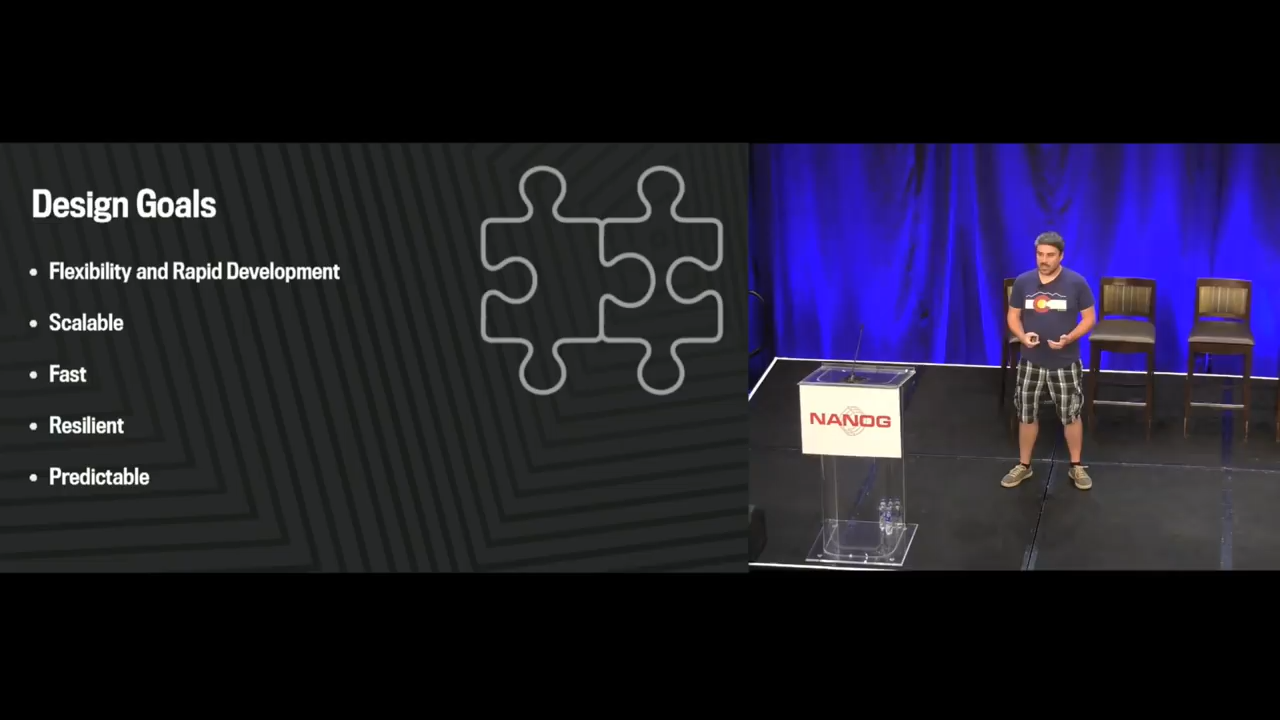 Design Goals
• Flexibility and Rapid Development
• Scalable
• Fast
• Resilient
• Predictable
NANOG